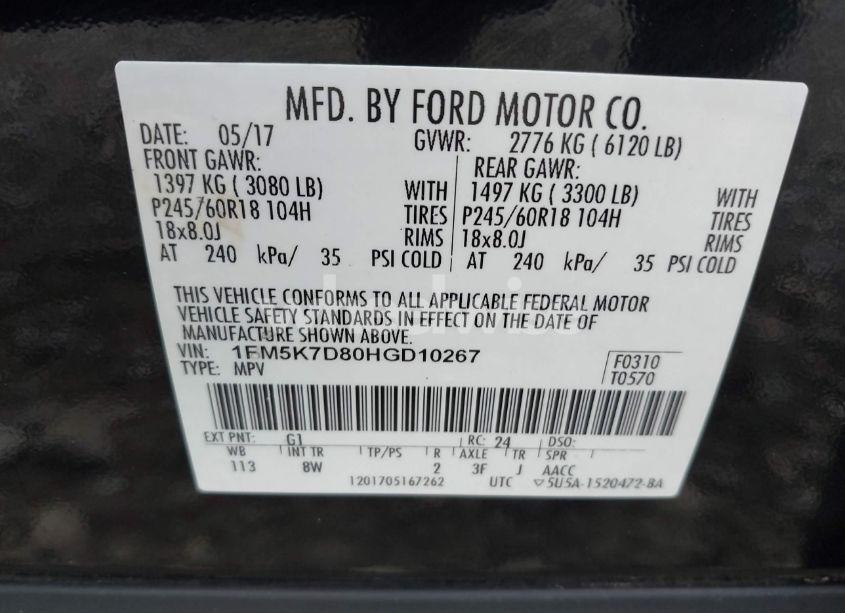 MFD. BY FORD MOTOR CO.
DATE: 05/17 GVWR: 2776 KG ( 6120 LB)
FRONT GAWR: REAR GAWR:
1397 KG ( 3080 LB) WITH 1497 KG ( 3300 LB) WITH
P245/60R18 104H TIRES P245/60R18 104H TIRES
18x8.0J RIMS 18x8.0J RIMS
AT 240 kPa/ 35 PSI COLD AT 240 kPa/ 35 PSI COLD
THIS VEHICLE CONFORMS TO ALL APPLICABLE FEDERAL MOTOR
VEHICLE SAFETY STANDARDS IN EFFECT ON THE DATE OF
MANUFACTURE SHOWN ABOVE.
VIN: 1FM5K7D80HGD10267 F0310
TYPE: MPV T0570
EXT PNT: G1 RC: 24 DSO:
WB INT TR TP/PS R AXLE TR SPR
113 8W 2 3F J AACC
1201705167262 UTC ▽5U5A-1520472-BA